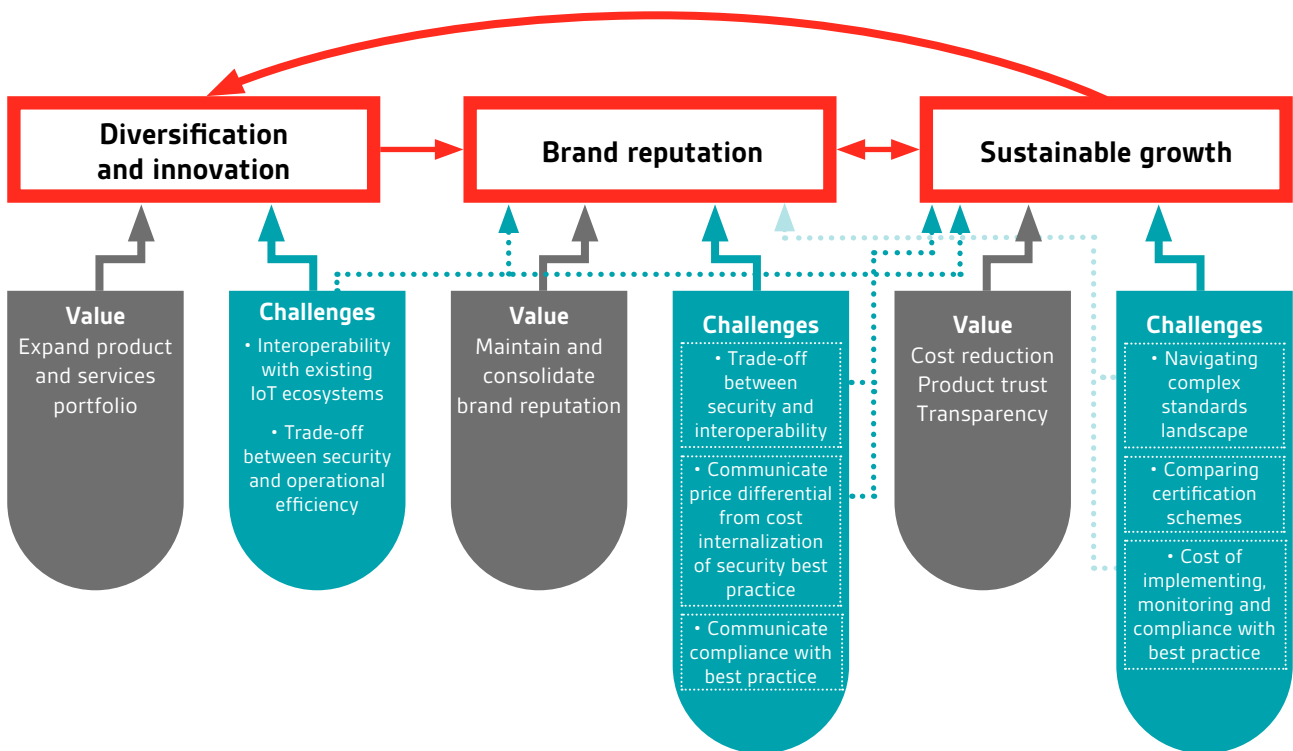 Diversification
and innovation
Brand reputation
Sustainable growth
Value
Expand product
and services
portfolio
Challenges
• Interoperability
with existing
IoT ecosystems
• Trade-off
between security
and operational
efficiency
Value
Maintain and
consolidate
brand reputation
Challenges
• Trade-off
between
security and
interoperability
• Communicate
price differential
from cost
internalization
of security best
practice
• Communicate
compliance with
best practice
Value
Cost reduction
Product trust
Transparency
Challenges
• Navigating
complex
standards
landscape
• Comparing
certification
schemes
• Cost of
implementing,
monitoring and
compliance with
best practice